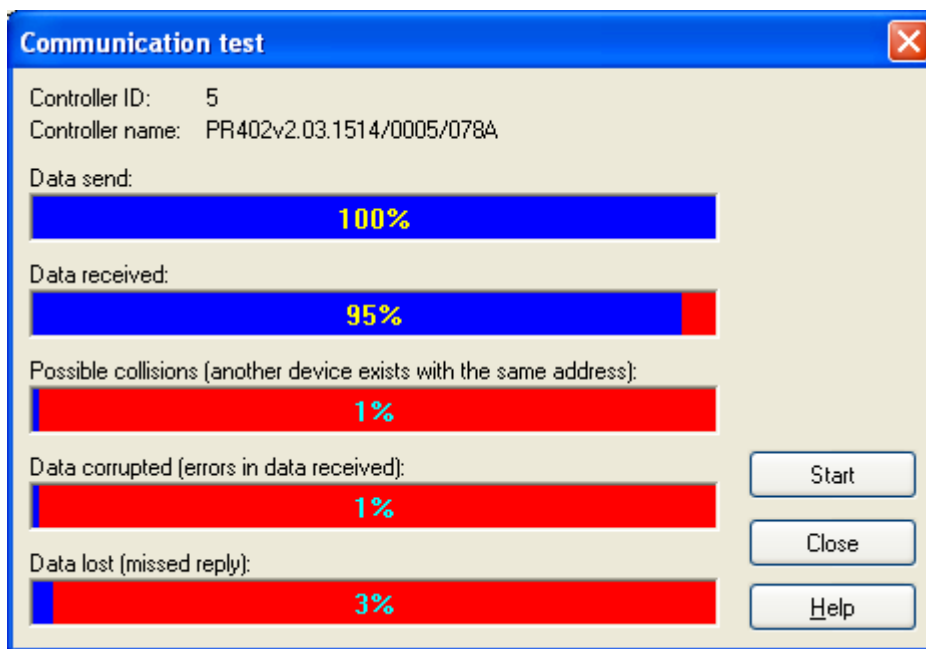 Communication test
Controller ID: 5
Controller name: PR402v2.03.1514/0005/078A
Data send:
100%
Data received:
95%
Possible collisions (another device exists with the same address):
1%
Data corrupted (errors in data received):
1%
Start
Close
Data lost (missed reply):
3%
Help